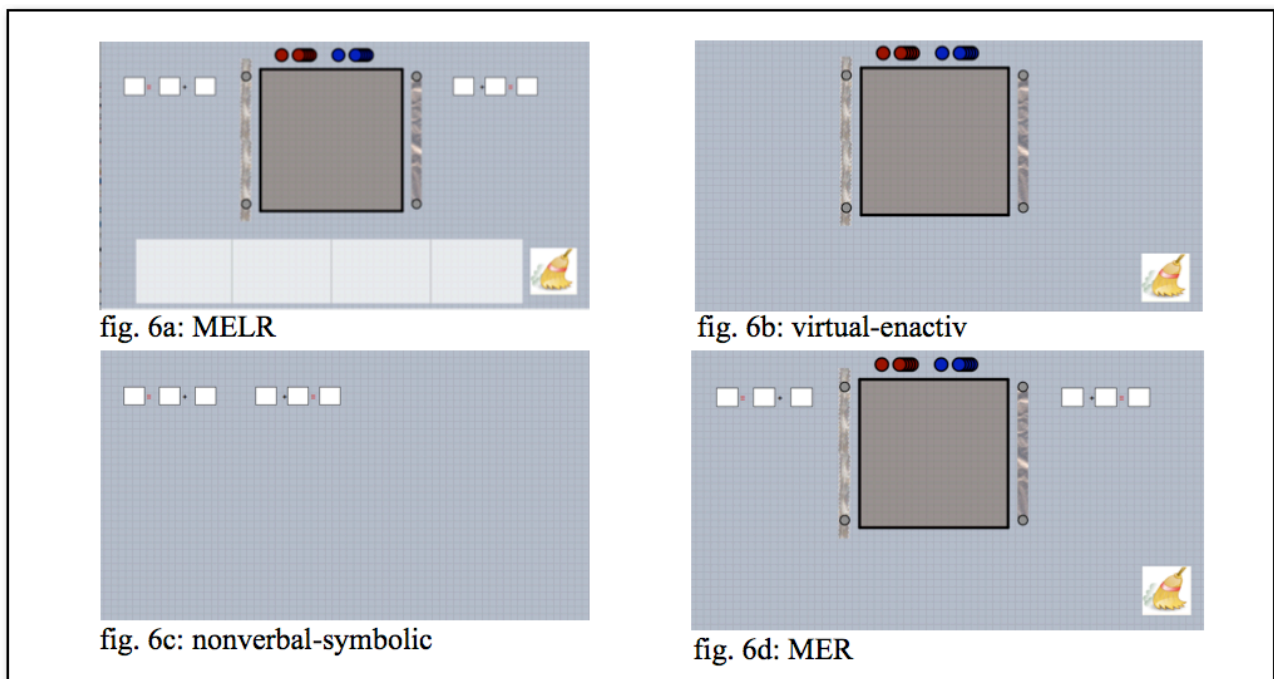 = +
+ =
= +
+ =
= +
+ =
fig. 6a: MELR
fig. 6b: virtual-enactiv
fig. 6c: nonverbal-symbolic
fig. 6d: MER